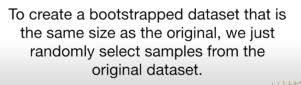 To create a bootstrapped dataset that is
the same size as the original, we just
randomly select samples from the
original dataset.